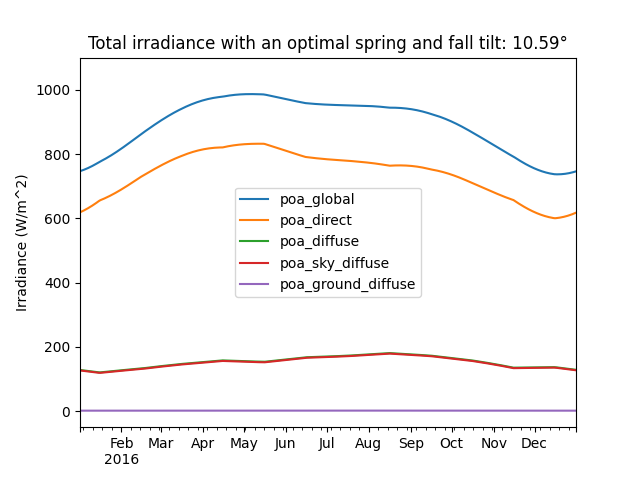 Total irradiance with an optimal spring and fall tilt: 10.59°
Irradiance (W/m^2)
1000
800
600
400
200
0
poa_global
poa_direct
poa_diffuse
poa_sky_diffuse
poa_ground_diffuse
Feb Mar Apr May Jun Jul Aug Sep Oct Nov Dec
2016